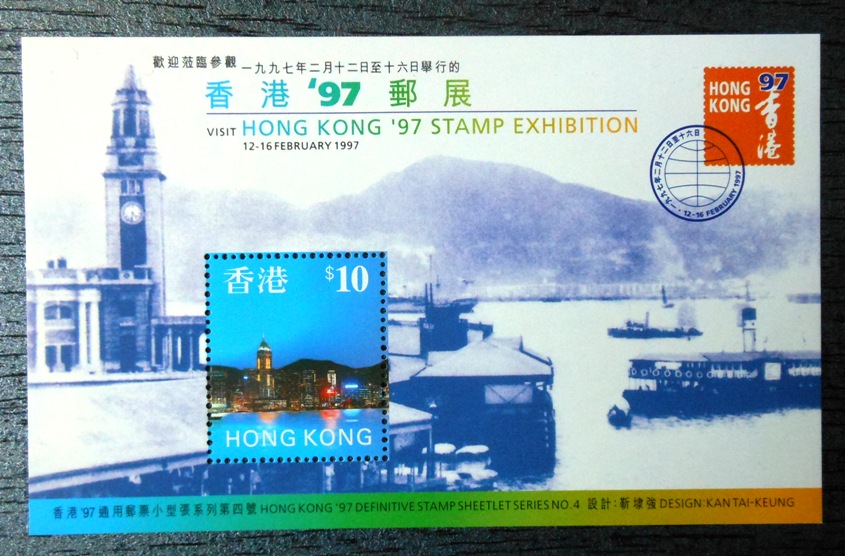 歡迎蒞臨參觀 一九九七年二月十二日至十六日舉行的
香港 '97 郵展
VISIT HONG KONG '97 STAMP EXHIBITION
12-16 FEBRUARY 1997
HONG KONG 97
香港
一九九七年二月十二日至十六日
• 12-16 FEBRUARY 1997
香港 $10
HONG KONG
香港 '97 通用郵票小型張系列第四號 HONG KONG '97 DEFINITIVE STAMP SHEETLET SERIES NO. 4 設計：靳埭強 DESIGN: KAN TAI-KEUNG